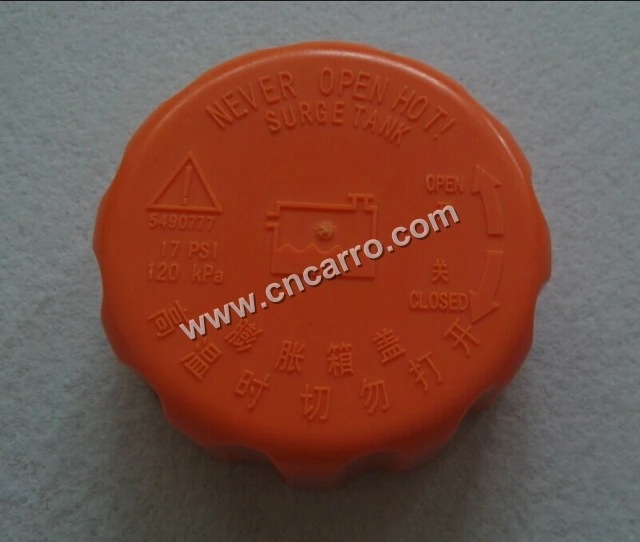 NEVER OPEN HOT!
SURGE TANK
OPEN
5490777
17 PSI
120 kPa
www.cncarro.com
关
CLOSED
膨胀箱盖
高温时切勿打开